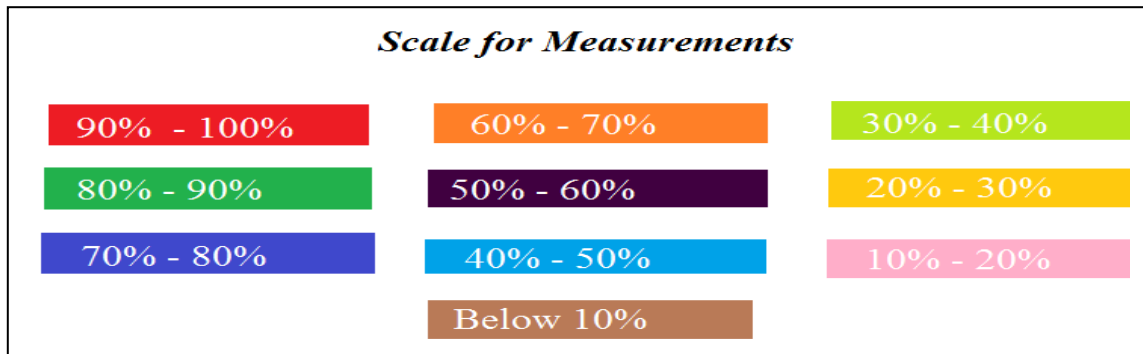 Scale for Measurements
90% - 100%
60% - 70%
30% - 40%
80% - 90%
50% - 60%
20% - 30%
70% - 80%
40% - 50%
10% - 20%
Below 10%